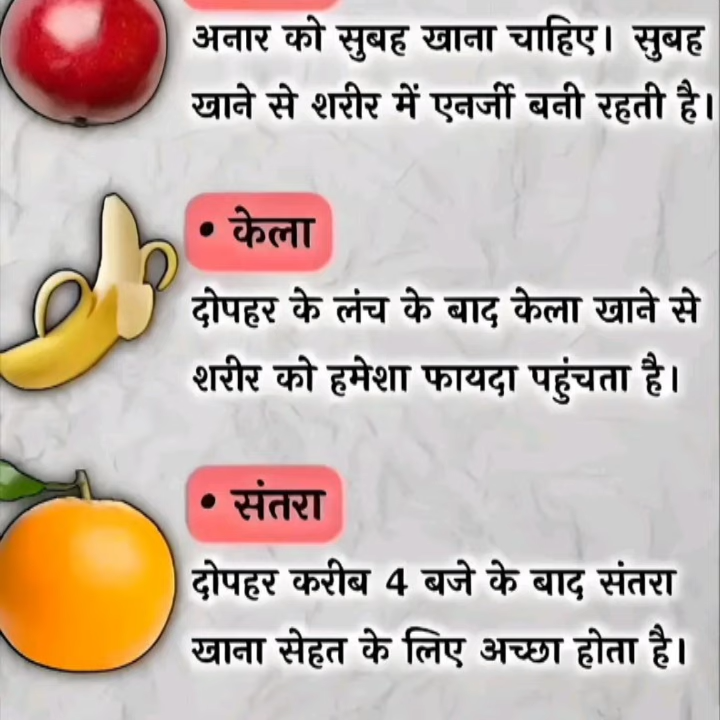 अनार को सुबह खाना चाहिए। सुबह
खाने से शरीर में एनर्जी बनी रहती है।
• केला
दोपहर के लंच के बाद केला खाने से
शरीर को हमेशा फायदा पहुंचता है।
• संतरा
दोपहर करीब 4 बजे के बाद संतरा
खाना सेहत के लिए अच्छा होता है।